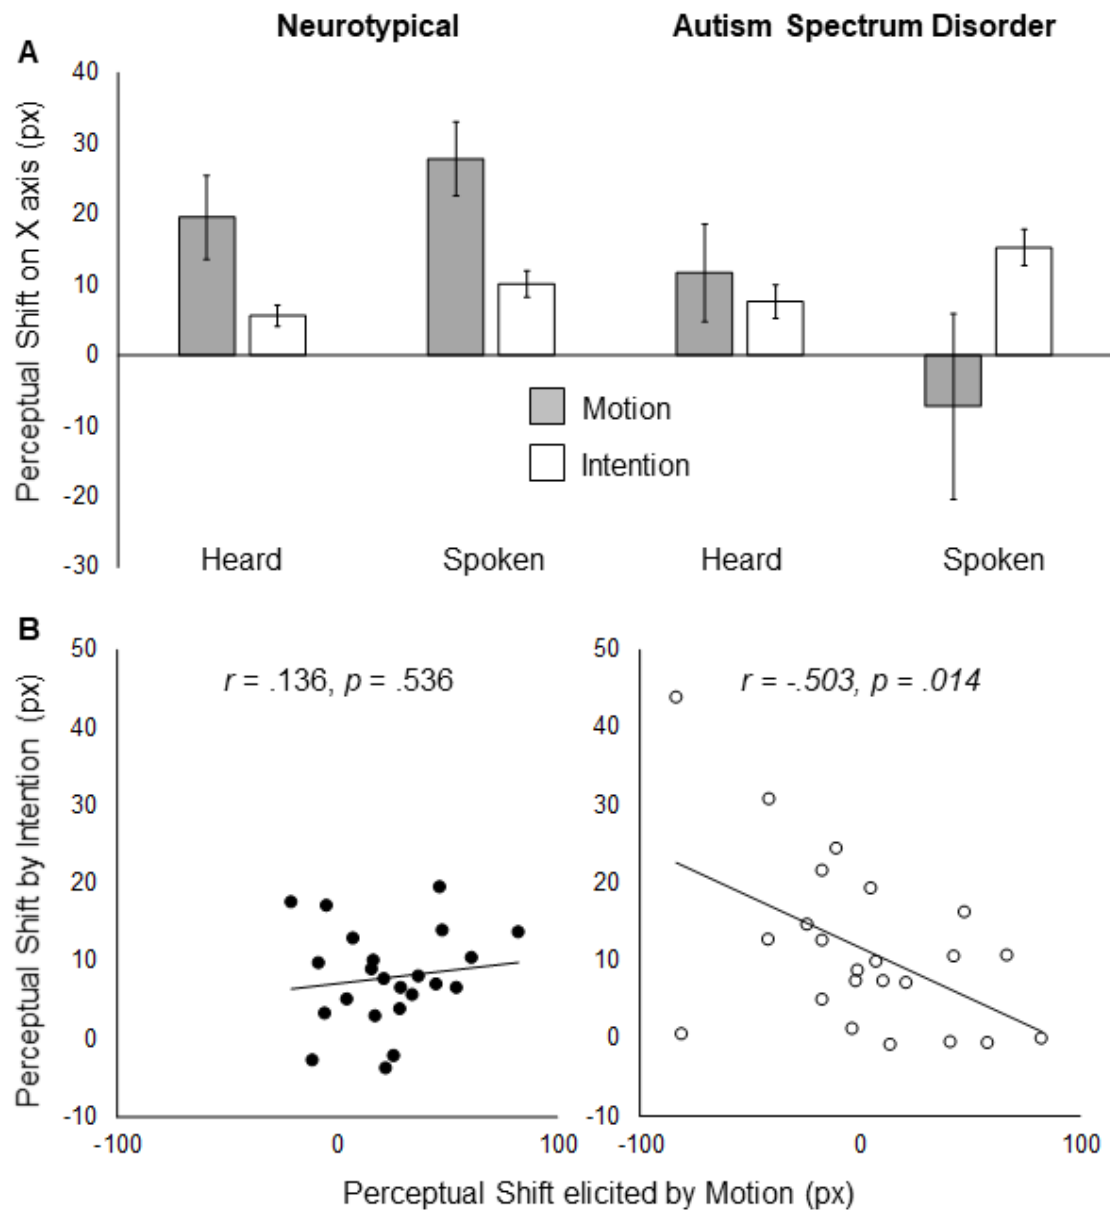 Neurotypical
Autism Spectrum Disorder
A
Perceptual Shift on X axis (px)
40
30
20
10
0
-10
-20
-30
Motion
Intention
Heard
Spoken
Heard
Spoken
B
Perceptual Shift by Intention (px)
50
40
30
20
10
0
-10
r = .136, p = .536
-100
0
100
50
40
30
20
10
0
-10
r = -.503, p = .014
-100
0
100
Perceptual Shift elicited by Motion (px)